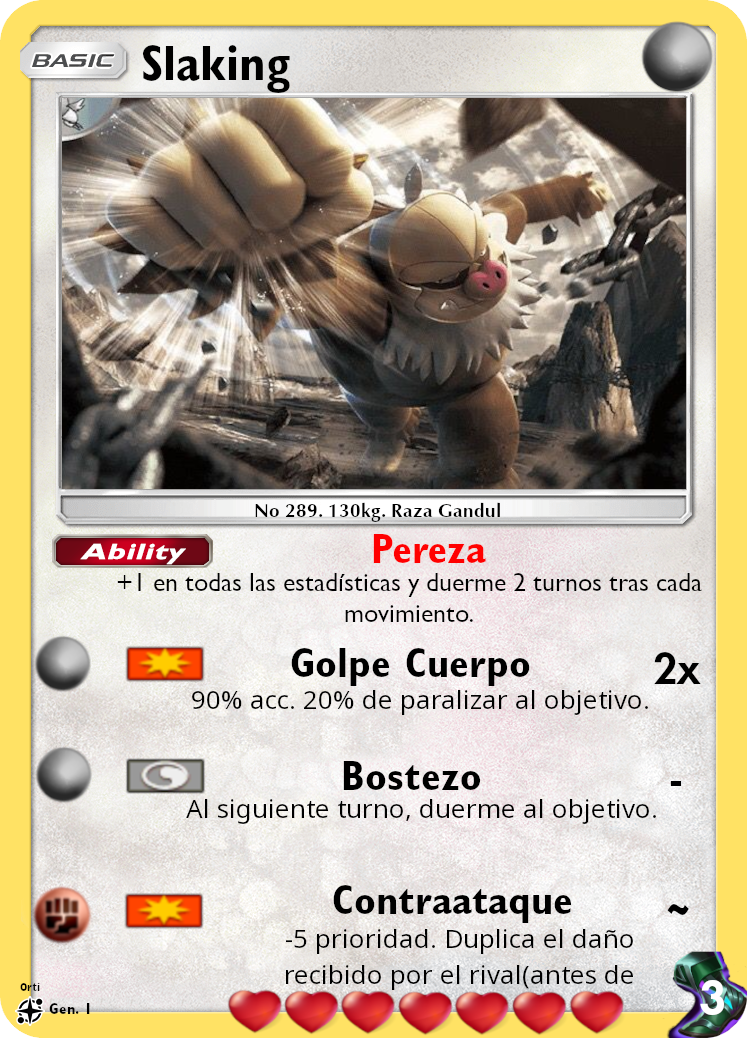 BASIC
Slaking
No 289. 130kg. Raza Gandul
Ability
Pereza
+1 en todas las estadísticas y duerme 2 turnos tras cada
movimiento.
Golpe Cuerpo
2x
90% acc. 20% de paralizar al objetivo.
Bostezo
-
Al siguiente turno, duerme al objetivo.
Contraataque
~
-5 prioridad. Duplica el daño
recibido por el rival(antes de
Orti
Gen. 1
3